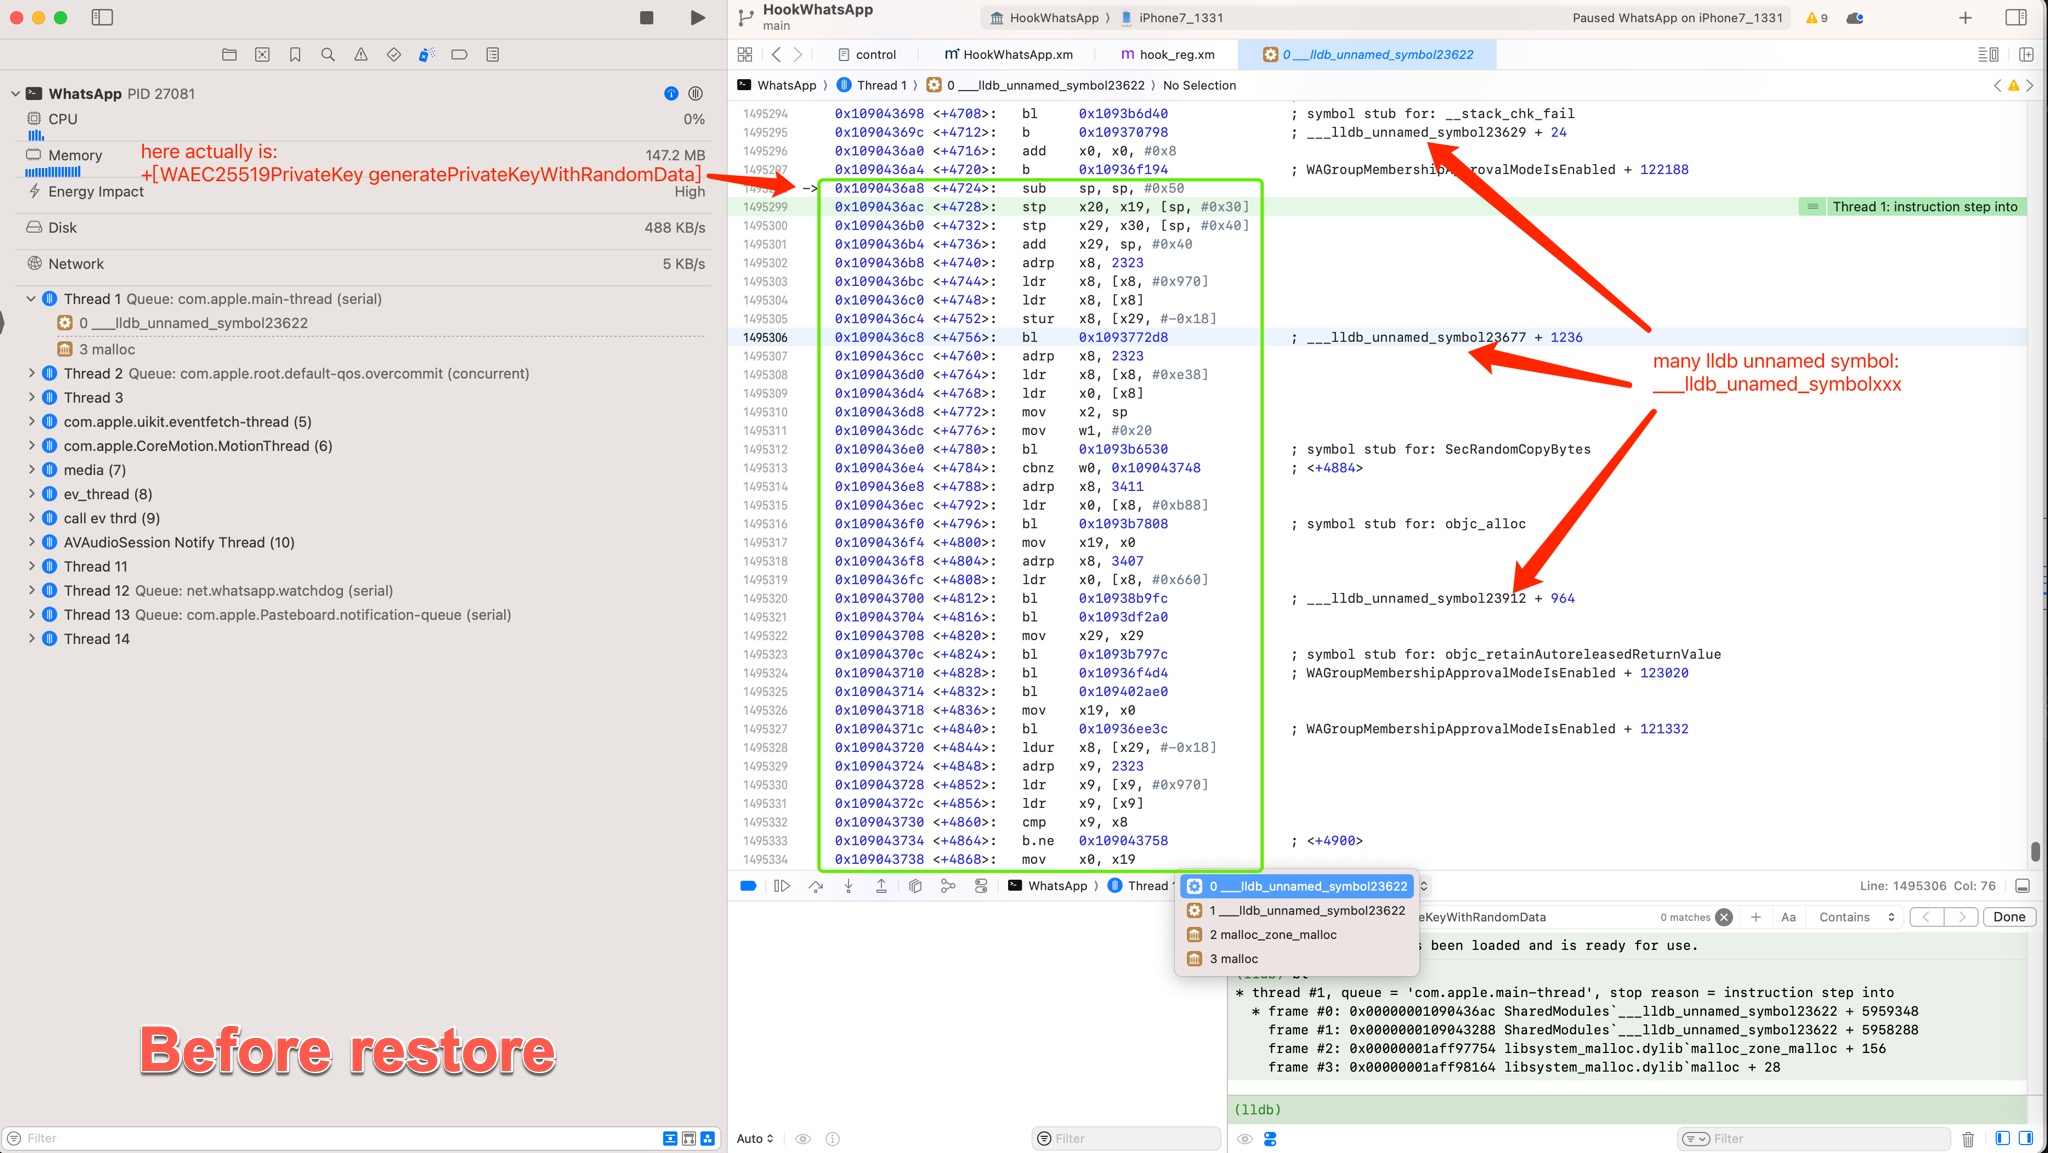 HookWhatsApp
main
HookWhatsApp 〉 iPhone7_1331
Paused WhatsApp on iPhone7_1331
9
control
HookWhatsApp.xm
hook_reg.xm
0 ___lldb_unnamed_symbol23622
WhatsApp 〉 Thread 1 〉 0 ___lldb_unnamed_symbol23622 〉 No Selection
WhatsApp PID 27081
CPU 0%
Memory 147.2 MB
Energy Impact High
Disk 488 KB/s
Network 5 KB/s
here actually is:
+[WAEC25519PrivateKey generatePrivateKeyWithRandomData]
Thread 1 Queue: com.apple.main-thread (serial)
0 ___lldb_unnamed_symbol23622
3 malloc
Thread 2 Queue: com.apple.root.default-qos.overcommit (concurrent)
Thread 3
com.apple.uikit.eventfetch-thread (5)
com.apple.CoreMotion.MotionThread (6)
media (7)
ev_thread (8)
call ev thrd (9)
AVAudioSession Notify Thread (10)
Thread 11
Thread 12 Queue: net.whatsapp.watchdog (serial)
Thread 13 Queue: com.apple.Pasteboard.notification-queue (serial)
Thread 14
Before restore
Filter
1495294 0x109043698 <+4708>: bl 0x1093b6d40 ; symbol stub for: __stack_chk_fail
1495295 0x10904369c <+4712>: b 0x109370798 ; ___lldb_unnamed_symbol23629 + 24
1495296 0x1090436a0 <+4716>: add x0, x0, #0x8
1495297 0x1090436a4 <+4720>: b 0x10936f194 ; WAGroupMembershipApprovalModeIsEnabled + 122188
-> 0x1090436a8 <+4724>: sub sp, sp, #0x50
1495299 0x1090436ac <+4728>: stp x20, x19, [sp, #0x30] Thread 1: instruction step into
1495300 0x1090436b0 <+4732>: stp x29, x30, [sp, #0x40]
1495301 0x1090436b4 <+4736>: add x29, sp, #0x40
1495302 0x1090436b8 <+4740>: adrp x8, 2323
1495303 0x1090436bc <+4744>: ldr x8, [x8, #0x970]
1495304 0x1090436c0 <+4748>: ldr x8, [x8]
1495305 0x1090436c4 <+4752>: stur x8, [x29, #-0x18]
1495306 0x1090436c8 <+4756>: bl 0x1093772d8 ; ___lldb_unnamed_symbol23677 + 1236
1495307 0x1090436cc <+4760>: adrp x8, 2323
1495308 0x1090436d0 <+4764>: ldr x8, [x8, #0xe38]
1495309 0x1090436d4 <+4768>: ldr x0, [x8]
1495310 0x1090436d8 <+4772>: mov x2, sp
1495311 0x1090436dc <+4776>: mov w1, #0x20
1495312 0x1090436e0 <+4780>: bl 0x1093b6530 ; symbol stub for: SecRandomCopyBytes
1495313 0x1090436e4 <+4784>: cbnz w0, 0x109043748 ; <+4884>
1495314 0x1090436e8 <+4788>: adrp x8, 3411
1495315 0x1090436ec <+4792>: ldr x0, [x8, #0xb88]
1495316 0x1090436f0 <+4796>: bl 0x1093b7808 ; symbol stub for: objc_alloc
1495317 0x1090436f4 <+4800>: mov x19, x0
1495318 0x1090436f8 <+4804>: adrp x8, 3407
1495319 0x1090436fc <+4808>: ldr x0, [x8, #0x660]
1495320 0x109043700 <+4812>: bl 0x10938b9fc ; ___lldb_unnamed_symbol23912 + 964
1495321 0x109043704 <+4816>: bl 0x1093df2a0
1495322 0x109043708 <+4820>: mov x29, x29
1495323 0x10904370c <+4824>: bl 0x1093b797c ; symbol stub for: objc_retainAutoreleasedReturnValue
1495324 0x109043710 <+4828>: bl 0x10936f4d4 ; WAGroupMembershipApprovalModeIsEnabled + 123020
1495325 0x109043714 <+4832>: bl 0x109402ae0
1495326 0x109043718 <+4836>: mov x19, x0
1495327 0x10904371c <+4840>: bl 0x10936ee3c ; WAGroupMembershipApprovalModeIsEnabled + 121332
1495328 0x109043720 <+4844>: ldur x8, [x29, #-0x18]
1495329 0x109043724 <+4848>: adrp x9, 2323
1495330 0x109043728 <+4852>: ldr x9, [x9, #0x970]
1495331 0x10904372c <+4856>: ldr x9, [x9]
1495332 0x109043730 <+4860>: cmp x9, x8
1495333 0x109043734 <+4864>: b.ne 0x109043758 ; <+4900>
1495334 0x109043738 <+4868>: mov x0, x19
many lldb unnamed symbol:
___lldb_unamed_symbolxxx
WhatsApp 〉 Thread 1
Line: 1495306 Col: 76
0 ___lldb_unnamed_symbol23622
1 ___lldb_unnamed_symbol23622
2 malloc_zone_malloc
3 malloc
eKeyWithRandomData 0 matches Aa Contains Done
s been loaded and is ready for use.
(lldb) bt
* thread #1, queue = 'com.apple.main-thread', stop reason = instruction step into
* frame #0: 0x00000001090436ac SharedModules`___lldb_unnamed_symbol23622 + 5959348
frame #1: 0x0000000109043288 SharedModules`___lldb_unnamed_symbol23622 + 5958288
frame #2: 0x00000001aff97754 libsystem_malloc.dylib`malloc_zone_malloc + 156
frame #3: 0x00000001aff98164 libsystem_malloc.dylib`malloc + 28
(lldb)
Auto
Filter
Filter